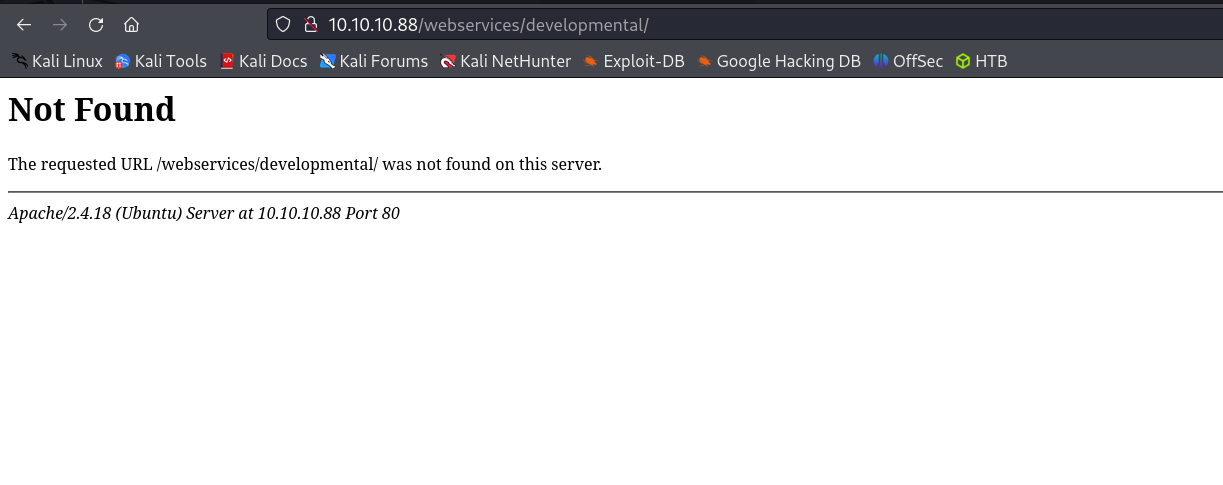 10.10.10.88/webservices/developmental/
Kali Linux Kali Tools Kali Docs Kali Forums Kali NetHunter Exploit-DB Google Hacking DB OffSec HTB
Not Found
The requested URL /webservices/developmental/ was not found on this server.
Apache/2.4.18 (Ubuntu) Server at 10.10.10.88 Port 80